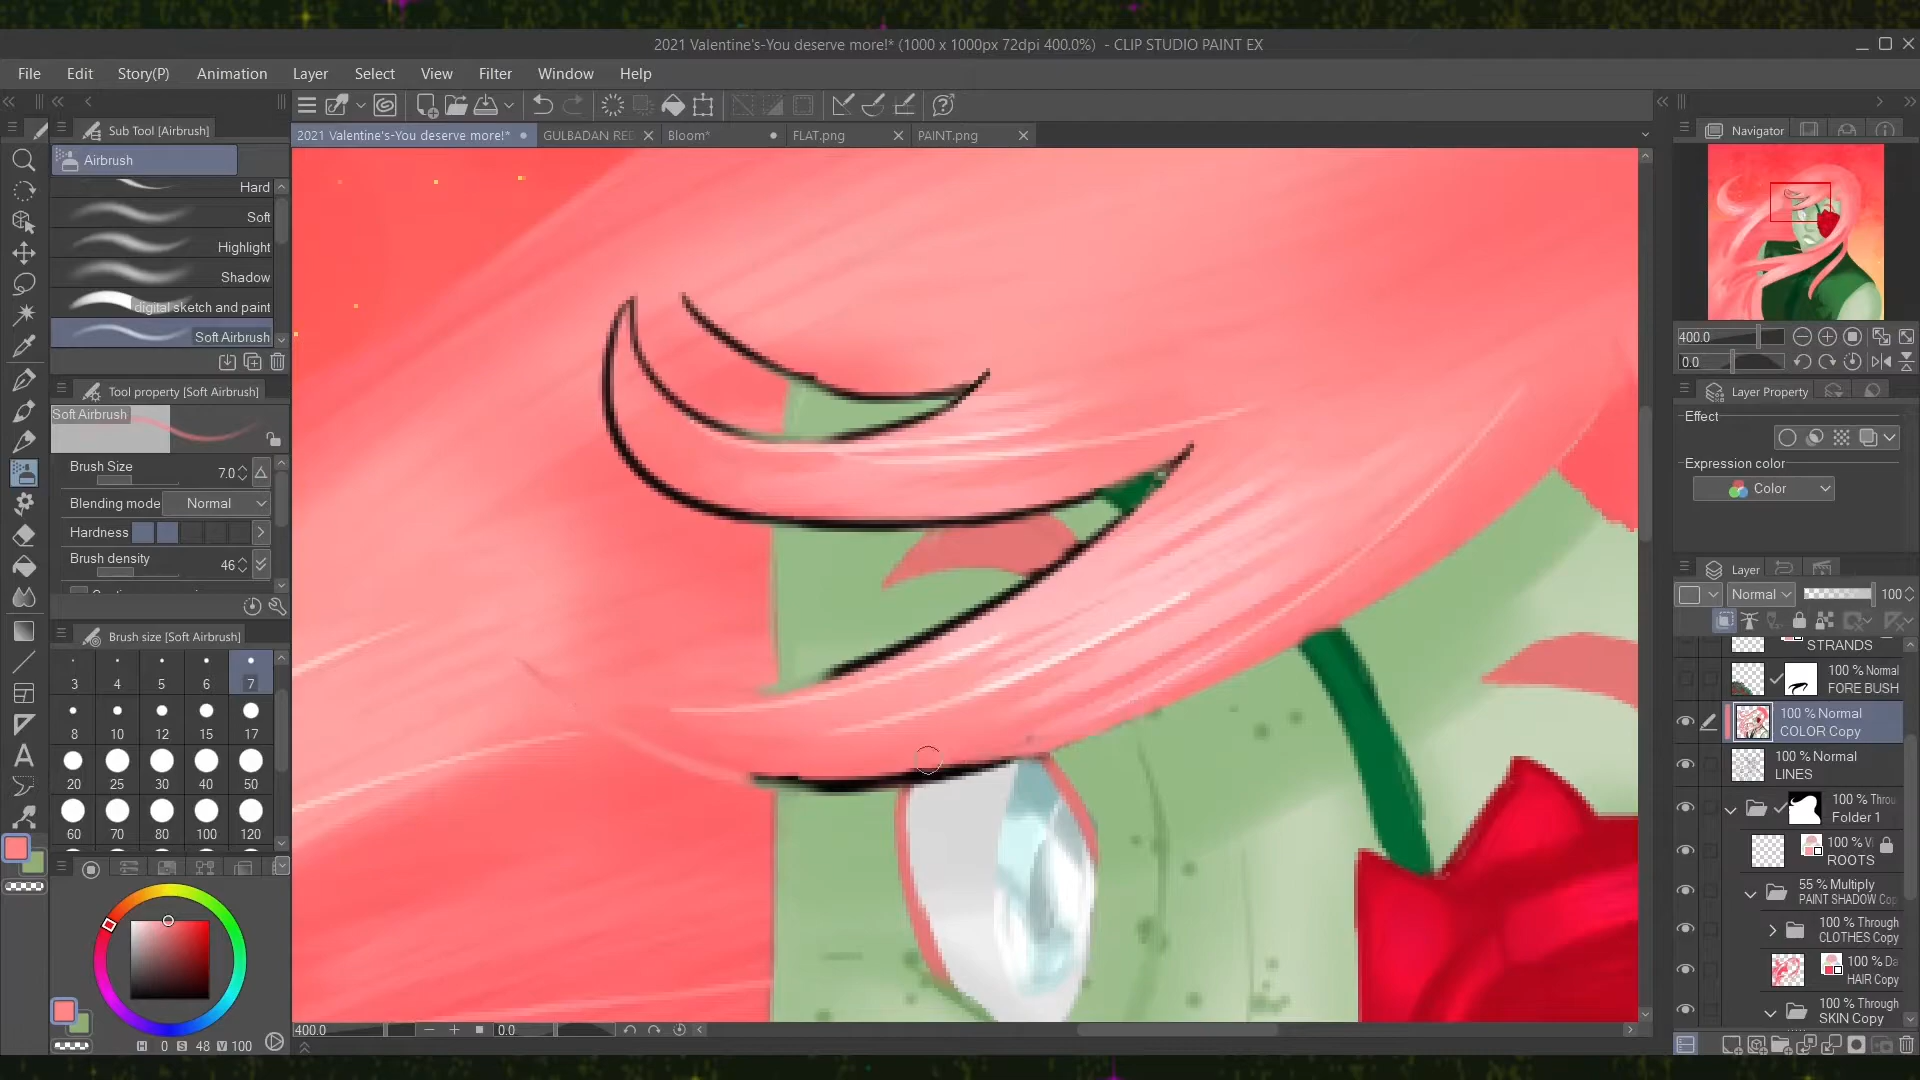 2021 Valentine's-You deserve more!* (1000 x 1000px 72dpi 400.0%) - CLIP STUDIO PAINT EX
File Edit Story(P) Animation Layer Select View Filter Window Help
Sub Tool [Airbrush]
2021 Valentine's-You deserve more!* GULBADAN RED Bloom* FLAT.png PAINT.png
Navigator
Airbrush
Hard
Soft
Highlight
Shadow
digital sketch and paint
Soft Airbrush
400.0
0.0
Tool property [Soft Airbrush]
Layer Property
Soft Airbrush
Effect
Brush Size 7.0
Expression color
Blending mode Normal
Color
Hardness
Brush density 46
Layer
Normal 100
Brush size [Soft Airbrush]
STRANDS
3 4 5 6 7
100 % Normal
FORE BUSH
8 10 12 15 17
100 % Normal
COLOR Copy
20 25 30 40 50
100 % Normal
LINES
60 70 80 100 120
100 % Throu
Folder 1
100 % Vi
ROOTS
55 % Multiply
PAINT SHADOW Cop
100 % Through
CLOTHES Copy
100 % Da
HAIR Copy
100 % Through
SKIN Copy
400.0 0.0
H 0 S 48 V 100